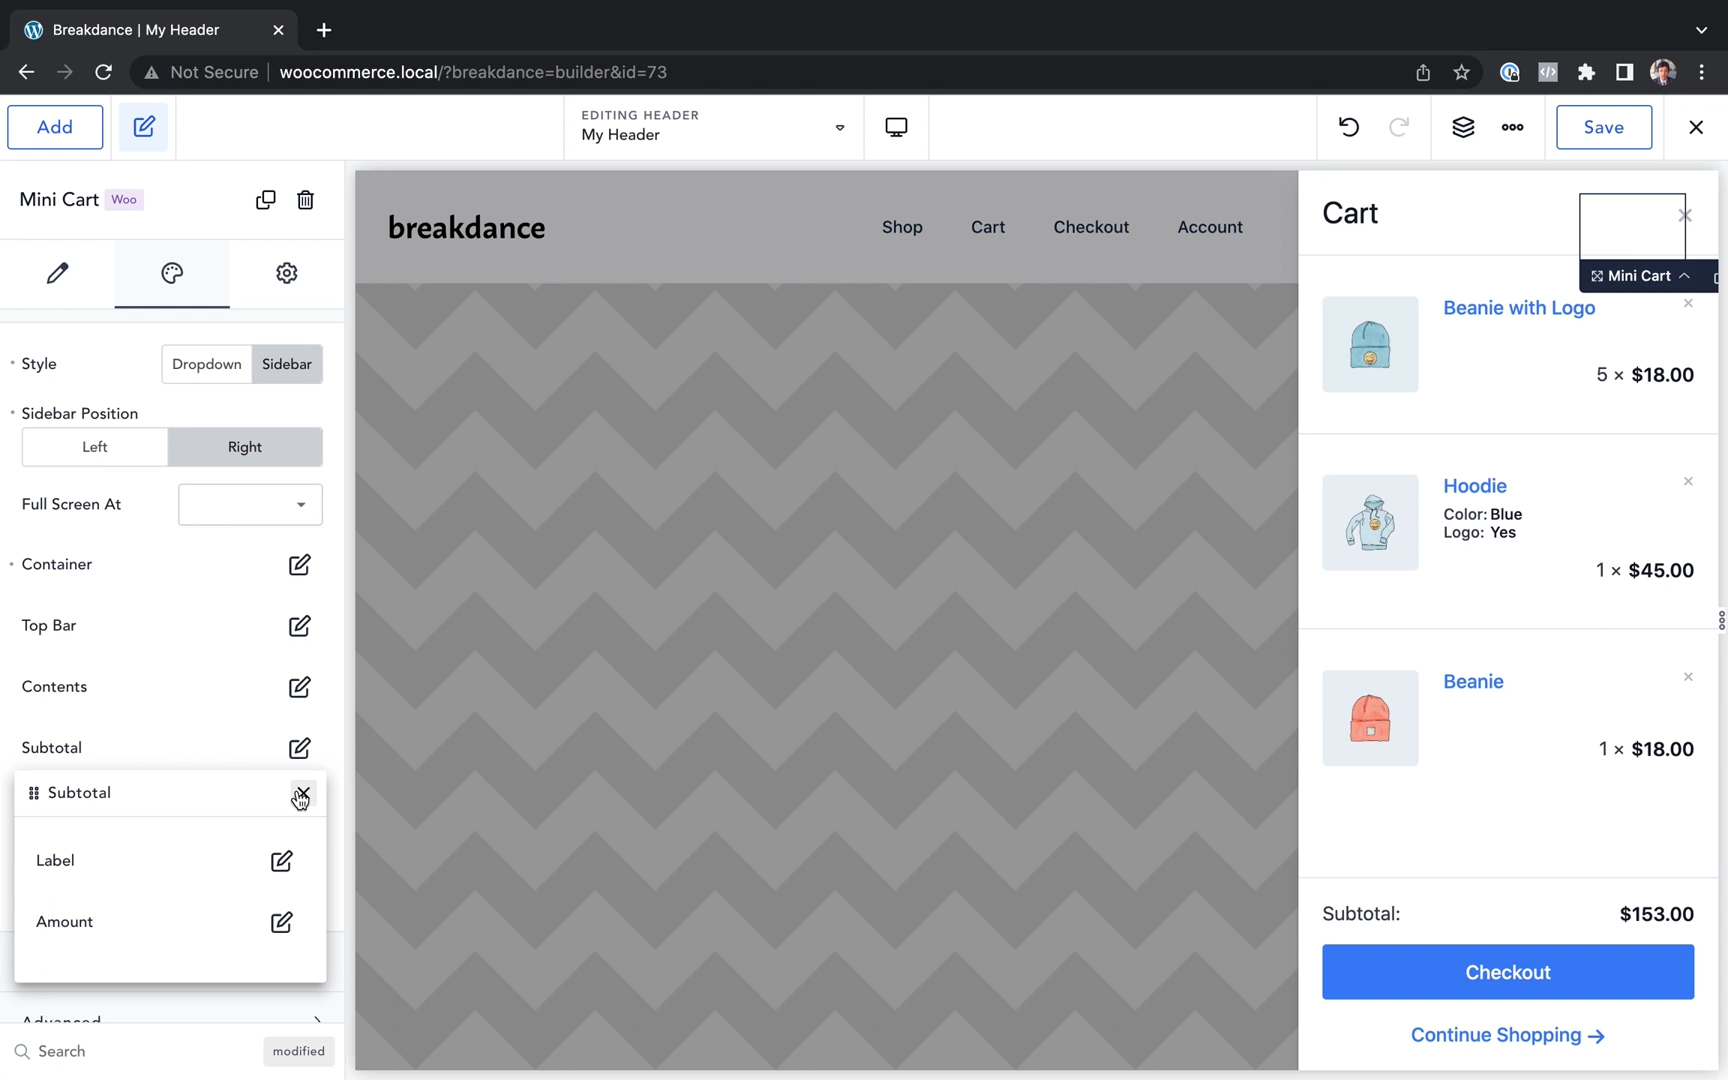 Breakdance | My Header
Not Secure
woocommerce.local/?breakdance=builder&id=73
Add
EDITING HEADER
My Header
Save
Mini Cart Woo
Style
Dropdown Sidebar
Sidebar Position
Left Right
Full Screen At
Container
Top Bar
Contents
Subtotal
Subtotal
Label
Amount
Advanced
Search
modified
breakdance
Shop Cart Checkout Account
Cart
×
Mini Cart
Beanie with Logo
×
5 × $18.00
Hoodie
×
Color: Blue
Logo: Yes
1 × $45.00
Beanie
×
1 × $18.00
Subtotal: $153.00
Checkout
Continue Shopping →